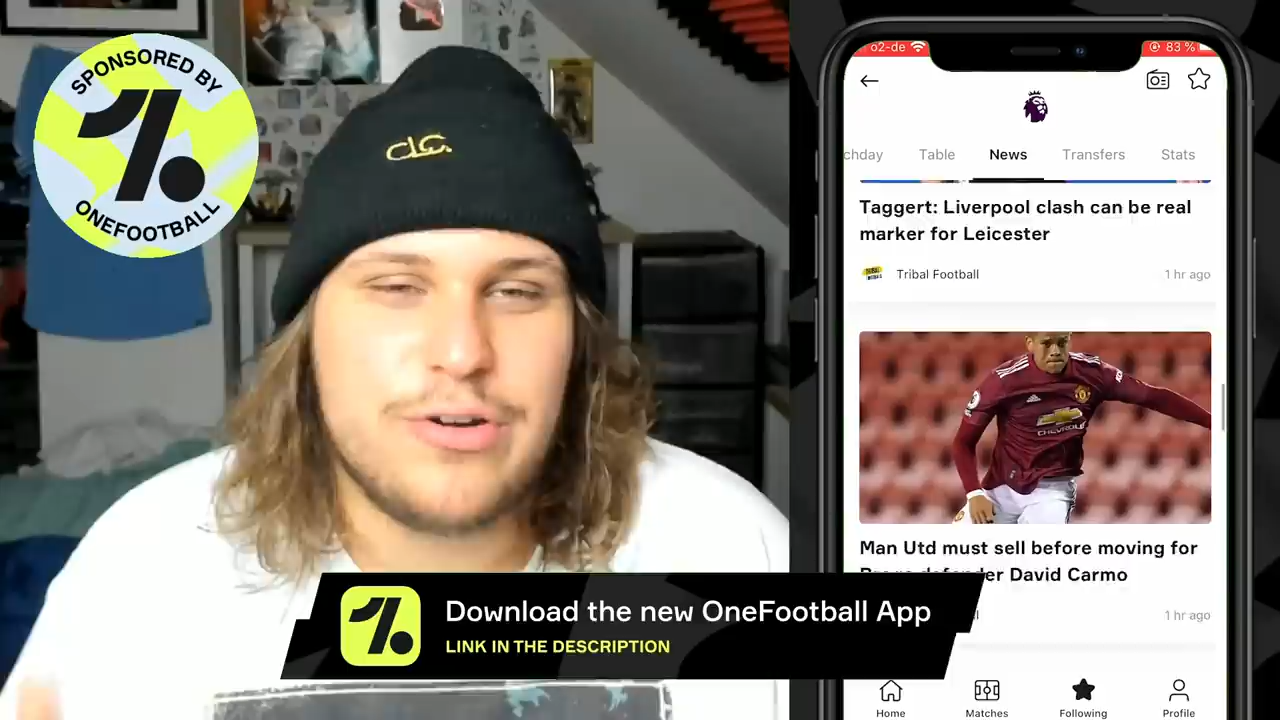 SPONSORED BY
ONEFOOTBALL
o2-de
83 %
chday
Table
News
Transfers
Stats
Taggert: Liverpool clash can be real
marker for Leicester
Tribal Football
1 hr ago
CHEVROLET
Man Utd must sell before moving for
defender David Carmo
1 hr ago
Download the new OneFootball App
LINK IN THE DESCRIPTION
Home
Matches
Following
Profile